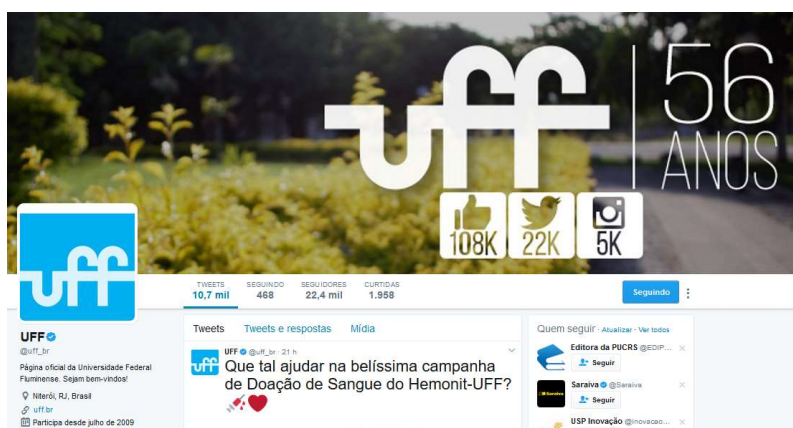 uff
56
ANOS
108K 22K 5K
uff
TWEETS SEGUINDO SEGUIDORES CURTIDAS
10,7 mil 468 22,4 mil 1.958
Seguindo
UFF
@uff_br
Página oficial da Universidade Federal
Fluminense. Sejam bem-vindos!
Niterói, RJ, Brasil
uff.br
Participa desde julho de 2009
Tweets Tweets e respostas Mídia
uff
UFF @uff_br · 21 h
Que tal ajudar na belíssima campanha
de Doação de Sangue do Hemonit-UFF?
Quem seguir · Atualizar · Ver todos
Editora da PUCRS @EDIP...
Seguir
Saraiva @Saraiva
Seguir
USP Inovação @inovacao...